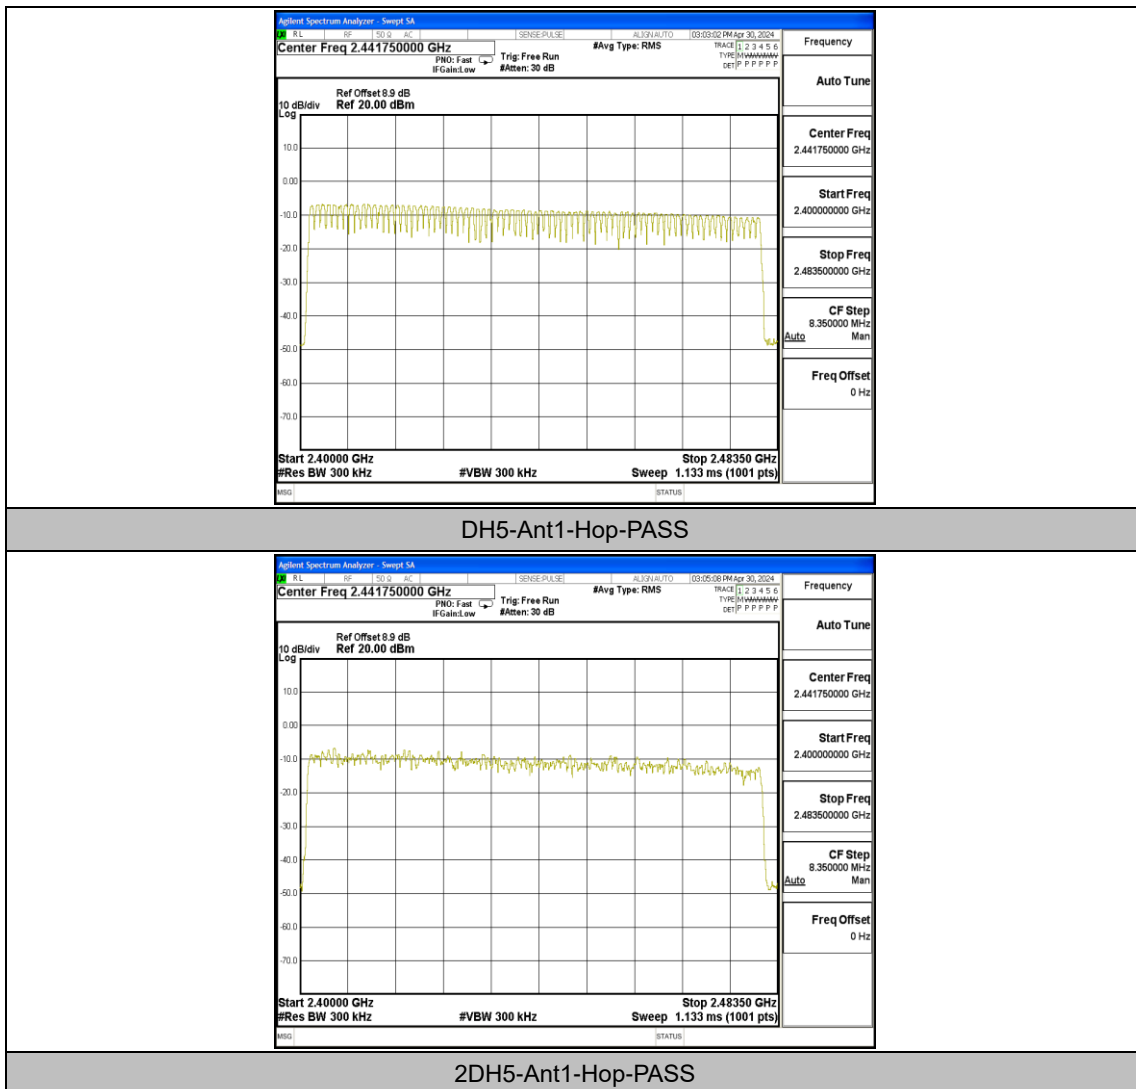 Agilent Spectrum Analyzer - Swept SA
RL RF 50 Ω AC SENSE:PULSE ALIGN AUTO 03:03:02 PM Apr 30, 2024
Center Freq 2.441750000 GHz #Avg Type: RMS TRACE 1 2 3 4 5 6
PNO: Fast Trig: Free Run TYPE M W W W W W
IFGain:Low #Atten: 30 dB DET P P P P P P
Frequency
Ref Offset 8.9 dB
10 dB/div Ref 20.00 dBm
Log
10.0
0.00
-10.0
-20.0
-30.0
-40.0
-50.0
-60.0
-70.0
Start 2.40000 GHz Stop 2.48350 GHz
#Res BW 300 kHz #VBW 300 kHz Sweep 1.133 ms (1001 pts)
MSG STATUS
Auto Tune
Center Freq
2.441750000 GHz
Start Freq
2.400000000 GHz
Stop Freq
2.483500000 GHz
CF Step
8.350000 MHz
Auto Man
Freq Offset
0 Hz
DH5-Ant1-Hop-PASS
Agilent Spectrum Analyzer - Swept SA
RL RF 50 Ω AC SENSE:PULSE ALIGN AUTO 03:05:08 PM Apr 30, 2024
Center Freq 2.441750000 GHz #Avg Type: RMS TRACE 1 2 3 4 5 6
PNO: Fast Trig: Free Run TYPE M W W W W W
IFGain:Low #Atten: 30 dB DET P P P P P P
Frequency
Ref Offset 8.9 dB
10 dB/div Ref 20.00 dBm
Log
10.0
0.00
-10.0
-20.0
-30.0
-40.0
-50.0
-60.0
-70.0
Start 2.40000 GHz Stop 2.48350 GHz
#Res BW 300 kHz #VBW 300 kHz Sweep 1.133 ms (1001 pts)
MSG STATUS
Auto Tune
Center Freq
2.441750000 GHz
Start Freq
2.400000000 GHz
Stop Freq
2.483500000 GHz
CF Step
8.350000 MHz
Auto Man
Freq Offset
0 Hz
2DH5-Ant1-Hop-PASS